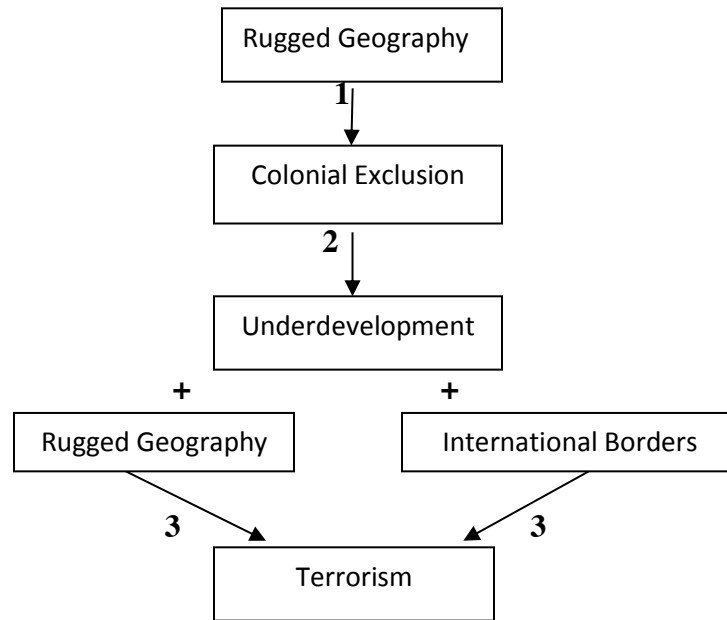 Rugged Geography
1
Colonial Exclusion
2
Underdevelopment
+ +
Rugged Geography International Borders
3 3
Terrorism